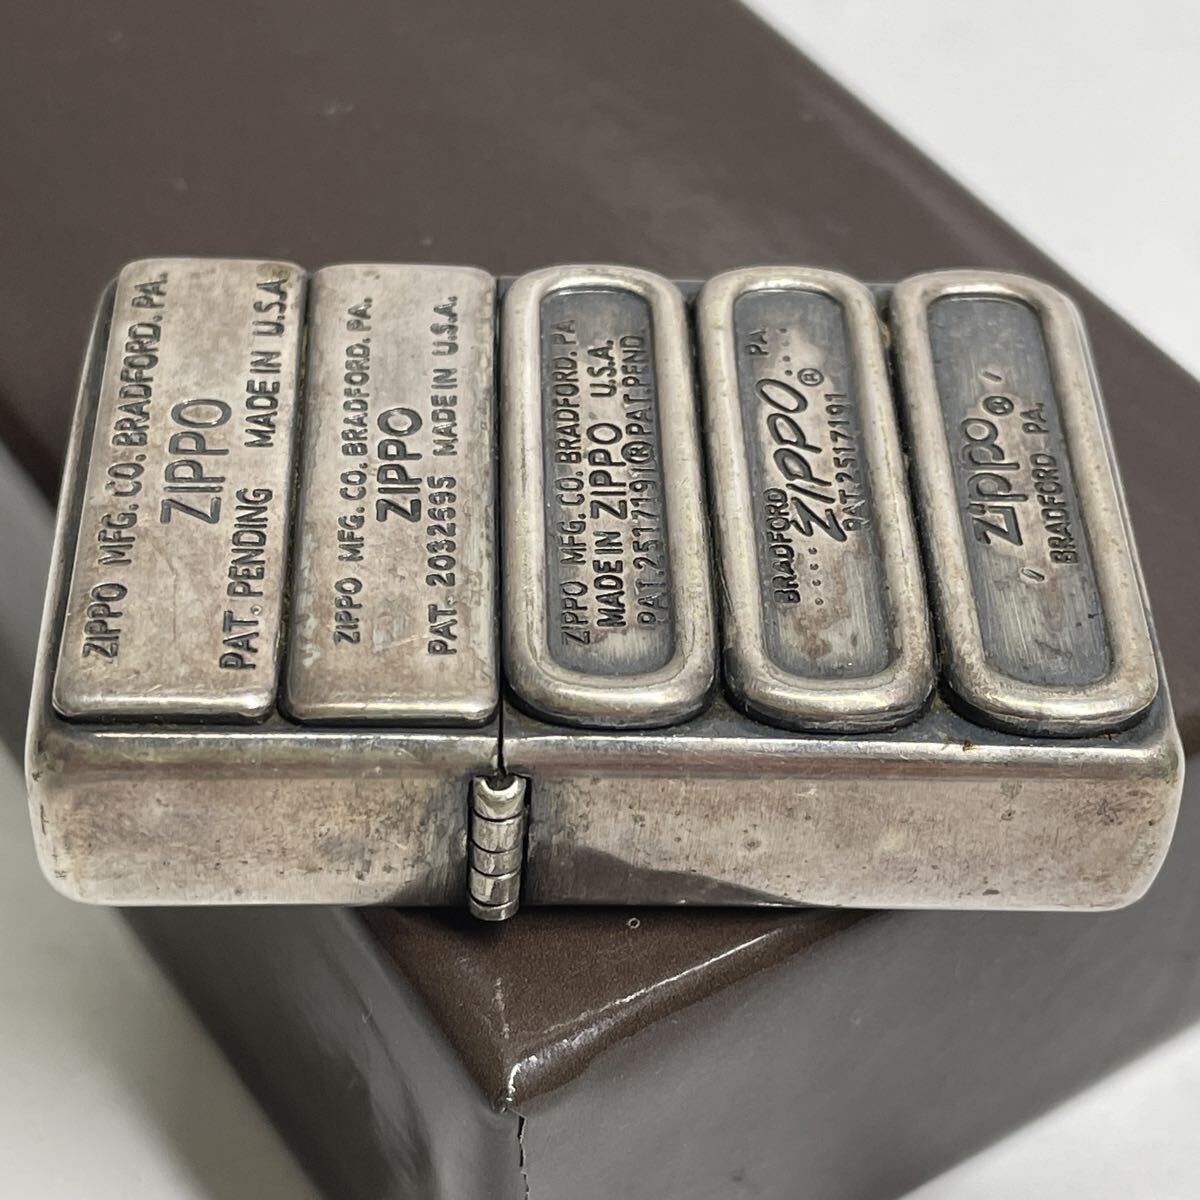 ZIPPO MFG. CO. BRADFORD. PA.
ZIPPO
PAT. PENDING MADE IN U.S.A
ZIPPO MFG. CO. BRADFORD. PA.
ZIPPO
PAT. 2032695 MADE IN U.S.A.
ZIPPO MFG. CO. BRADFORD. PA
MADE IN ZIPPO U.S.A.
PAT. 2517191 ® PAT. PEND.
BRADFORD PA.
..... ZIPPO .....
PAT. 2517191 ®
Zippo ®
BRADFORD PA.